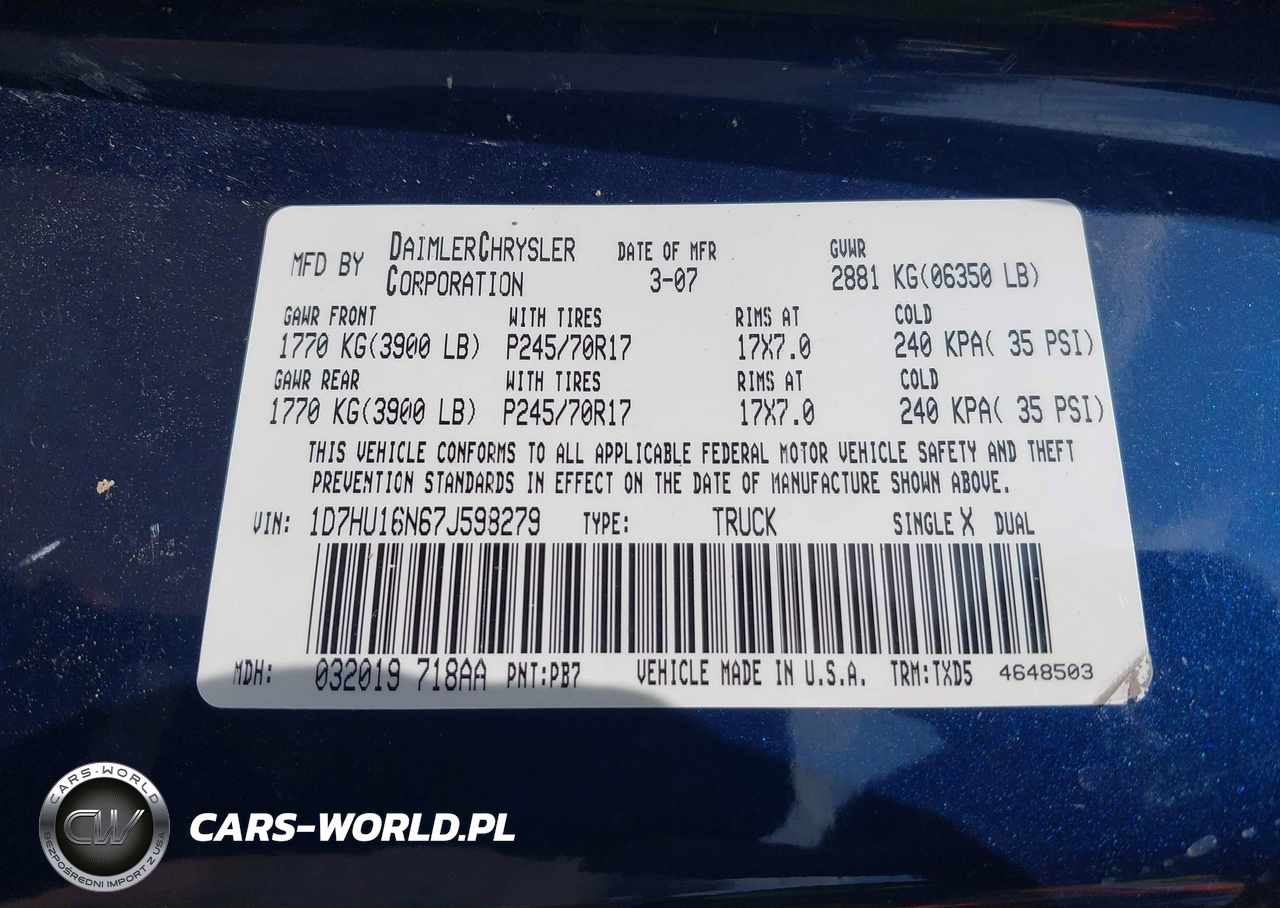 MFD BY DAIMLERCHRYSLER CORPORATION DATE OF MFR 3-07 GVWR 2881 KG(06350 LB)
GAWR FRONT WITH TIRES RIMS AT COLD
1770 KG(3900 LB) P245/70R17 17X7.0 240 KPA( 35 PSI)
GAWR REAR WITH TIRES RIMS AT COLD
1770 KG(3900 LB) P245/70R17 17X7.0 240 KPA( 35 PSI)
THIS VEHICLE CONFORMS TO ALL APPLICABLE FEDERAL MOTOR VEHICLE SAFETY AND THEFT
PREVENTION STANDARDS IN EFFECT ON THE DATE OF MANUFACTURE SHOWN ABOVE.
VIN: 1D7HU16N67J598279 TYPE: TRUCK SINGLE X DUAL
MDH: 032019 718AA PNT:PB7 VEHICLE MADE IN U.S.A. TRM:TXD5 4648503
CARS-WORLD
CW
BEZPOŚREDNI IMPORT Z USA
CARS-WORLD.PL